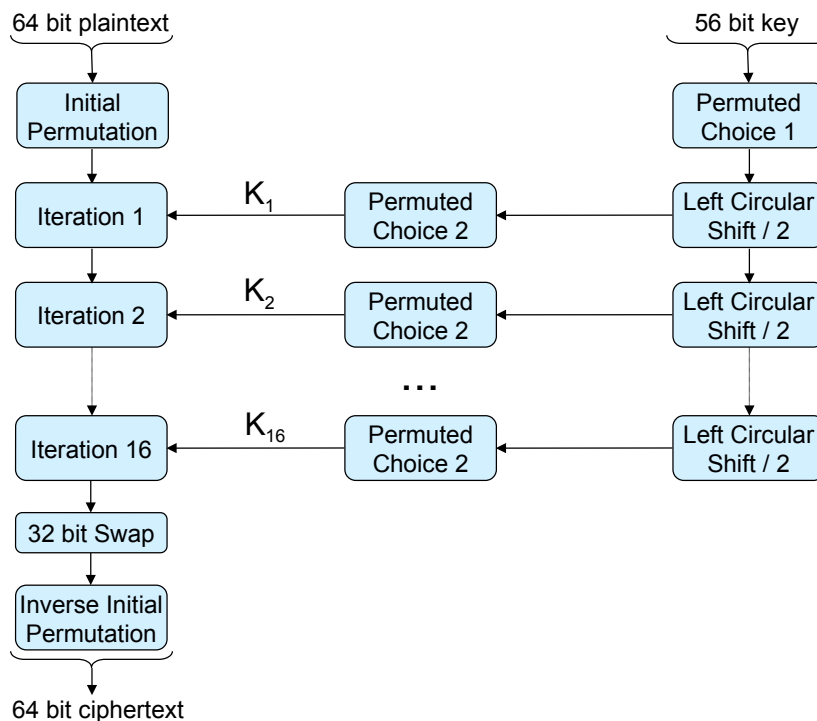 64 bit plaintext
56 bit key
Initial
Permutation
Permuted
Choice 1
Iteration 1
K1
Permuted
Choice 2
Left Circular
Shift / 2
Iteration 2
K2
Permuted
Choice 2
Left Circular
Shift / 2
...
Iteration 16
K16
Permuted
Choice 2
Left Circular
Shift / 2
32 bit Swap
Inverse Initial
Permutation
64 bit ciphertext